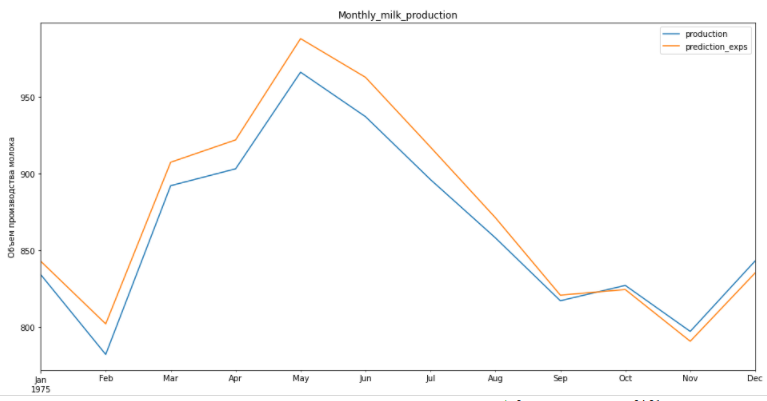 Monthly_milk_production
production
prediction_exps
Объем производства молока
950
900
850
800
Jan Feb Mar Apr May Jun Jul Aug Sep Oct Nov Dec
1975